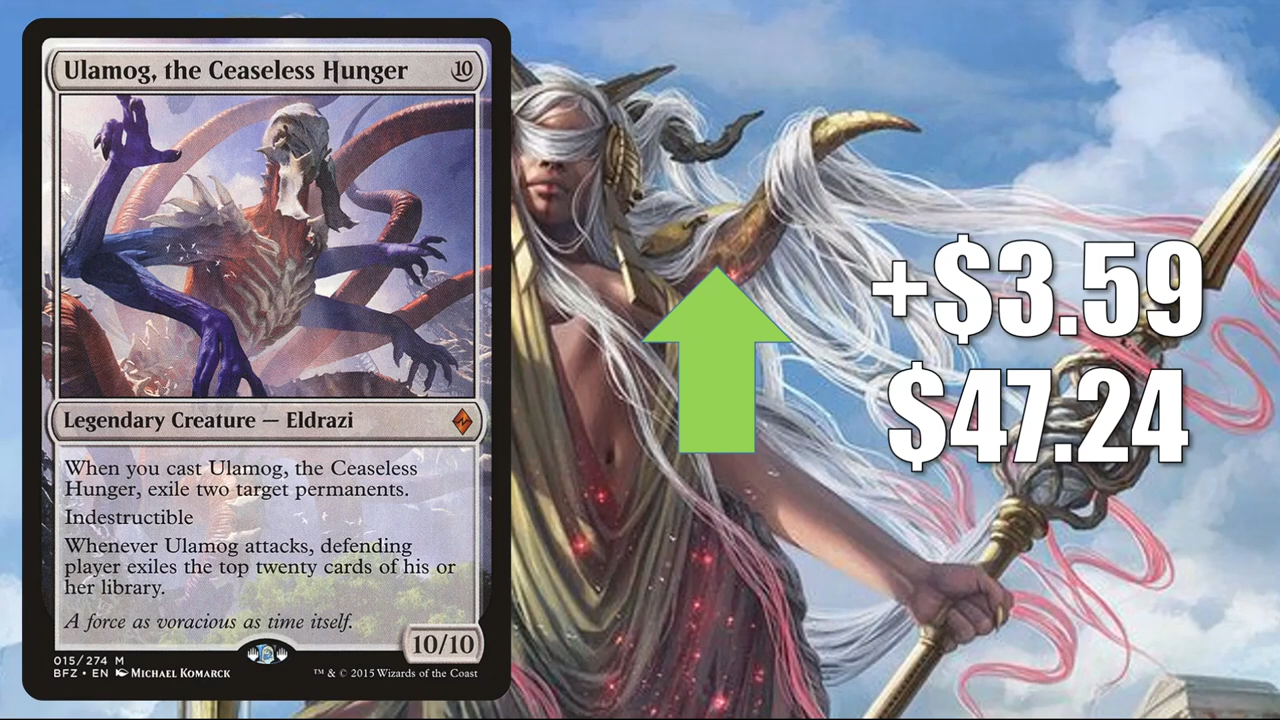 Ulamog, the Ceaseless Hunger 10
Legendary Creature — Eldrazi
When you cast Ulamog, the Ceaseless
Hunger, exile two target permanents.
Indestructible
Whenever Ulamog attacks, defending
player exiles the top twenty cards of his or
her library.
A force as voracious as time itself.
10/10
015/274 M
BFZ • EN Michael Komarck
™ & © 2015 Wizards of the Coast
+$3.59
$47.24